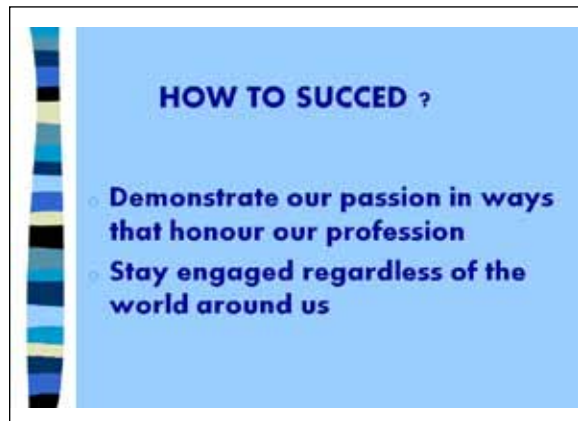 HOW TO SUCCED ?
Demonstrate our passion in ways
that honour our profession
Stay engaged regardless of the
world around us